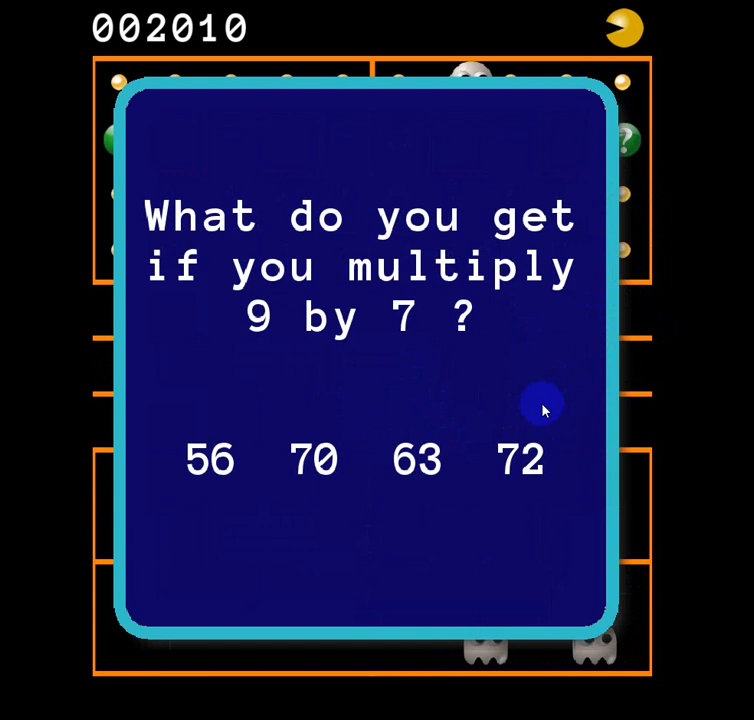 002010
?
What do you get
if you multiply
9 by 7 ?
56 70 63 72